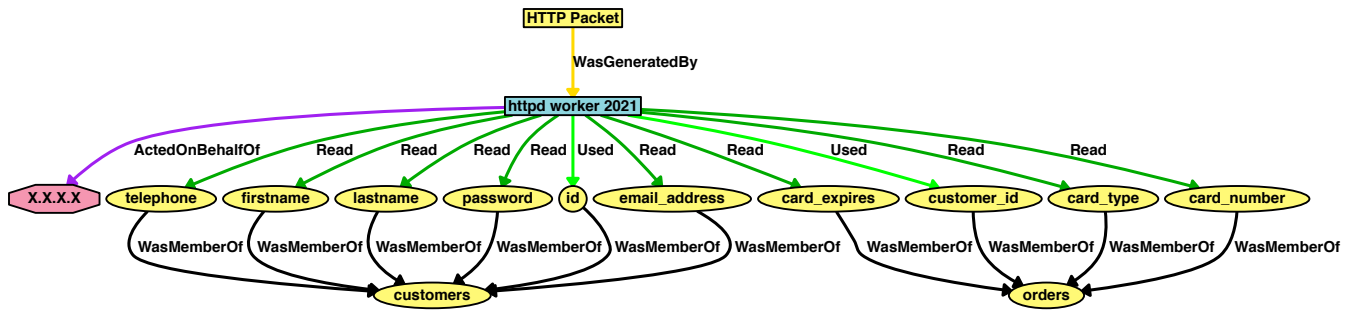 HTTP Packet
WasGeneratedBy
httpd worker 2021
ActedOnBehalfOf Read Read Read Read Used Read Read Used Read Read
X.X.X.X telephone firstname lastname password id email_address card_expires customer_id card_type card_number
WasMemberOf WasMemberOf WasMemberOf WasMemberOf WasMemberOf WasMemberOf WasMemberOf WasMemberOf WasMemberOf WasMemberOf
customers orders